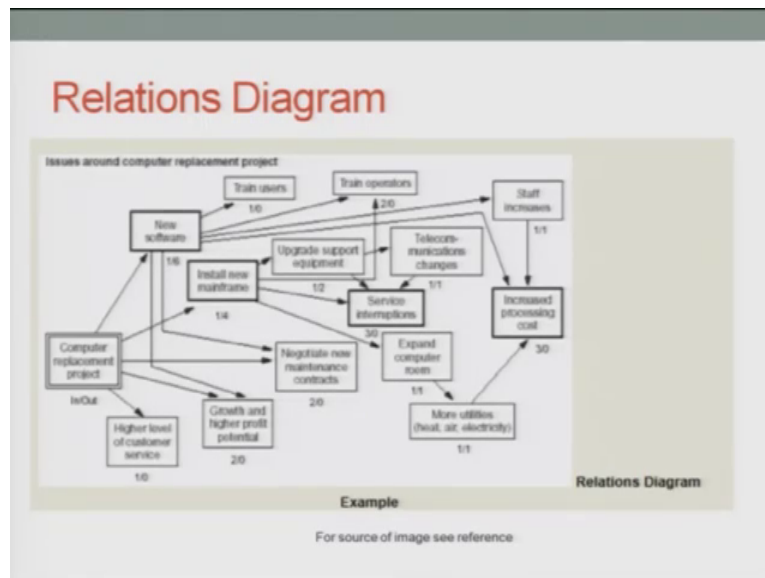 Relations Diagram
Issues around computer replacement project
Train users
1/0
Train operators
2/0
Staff
increases
1/1
New
software
1/6
Upgrade support
equipment
1/2
Telecom-
munications
changes
1/1
Install new
mainframe
1/4
Service
interruptions
3/0
Increased
processing
cost
3/0
Computer
replacement
project
In/Out
Negotiate new
maintenance
contracts
2/0
Expand
computer
room
1/1
Higher level
of customer
service
1/0
Growth and
higher profit
potential
2/0
More utilities
(heat, air, electricity)
1/1
Relations Diagram
Example
For source of image see reference